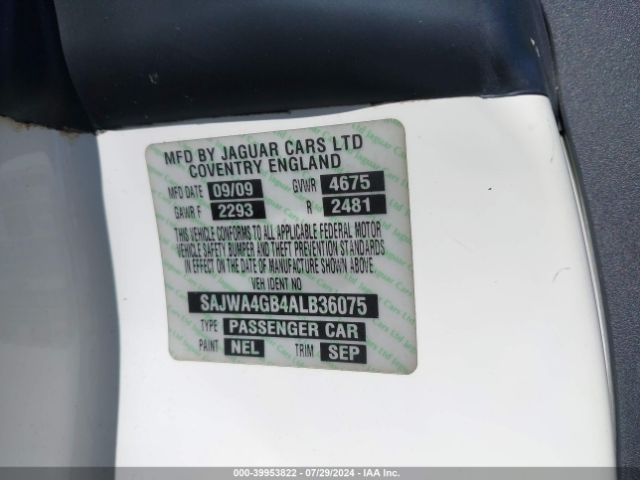 MFD BY JAGUAR CARS LTD
COVENTRY ENGLAND
MFD DATE 09/09 GVWR 4675
GAWR F 2293 R 2481
THIS VEHICLE CONFORMS TO ALL APPLICABLE FEDERAL MOTOR
VEHICLE SAFETY BUMPER AND THEFT PREVENTION STANDARDS
IN EFFECT ON THE DATE OF MANUFACTURE SHOWN ABOVE.
VEH IDENT NO
SAJWA4GB4ALB36075
TYPE PASSENGER CAR
PAINT NEL TRIM SEP
000-39953822 - 07/29/2024 - IAA Inc.